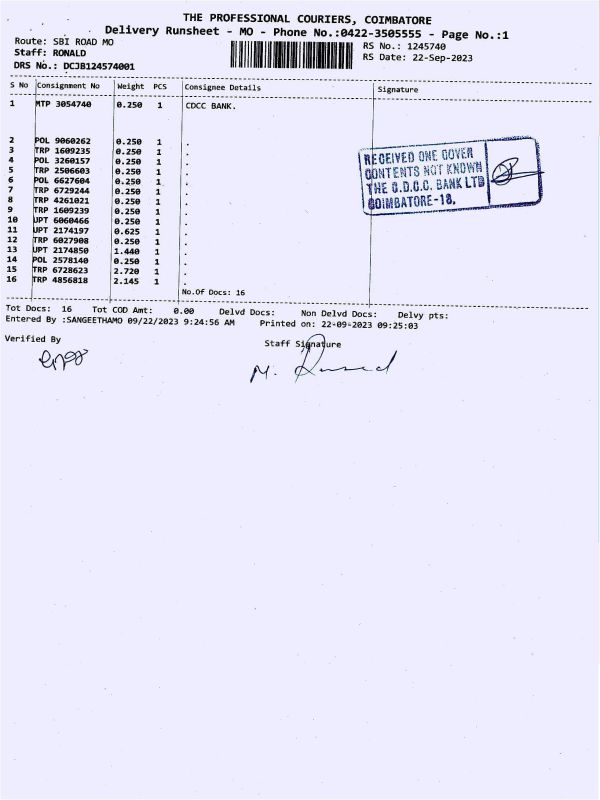 THE PROFESSIONAL COURIERS, COIMBATORE
Delivery Runsheet - MO - Phone No.:0422-3505555 - Page No.:1
Route: SBI ROAD MO
RS No.: 1245740
Staff: RONALD
RS Date: 22-Sep-2023
DRS No.: DCJB124574001
S No Consignment No Weight PCS Consignee Details Signature
1 MTP 3054740 0.250 1 CDCC BANK.
2 POL 9060262 0.250 1 .
3 TRP 1609235 0.250 1 .
4 POL 3260157 0.250 1 .
5 TRP 2506603 0.250 1 .
6 POL 6627604 0.250 1 .
7 TRP 6729244 0.250 1 .
8 TRP 4261021 0.250 1 .
9 TRP 1609239 0.250 1 .
10 UPT 6060466 0.250 1 .
11 UPT 2174197 0.625 1 .
12 TRP 6027908 0.250 1 .
13 UPT 2174850 1.440 1 .
14 POL 2578140 0.250 1 .
15 TRP 6728623 2.720 1 .
16 TRP 4856818 2.145 1 .
RECEIVED ONE COVER
CONTENTS NOT KNOWN
THE C.D.C.C. BANK LTD
COIMBATORE-18.
No.Of Docs: 16
Tot Docs: 16 Tot COD Amt: 0.00 Delvd Docs: Non Delvd Docs: Delvy pts:
Entered By :SANGEETHAMO 09/22/2023 9:24:56 AM Printed on: 22-09-2023 09:25:03
Verified By
Staff Signature